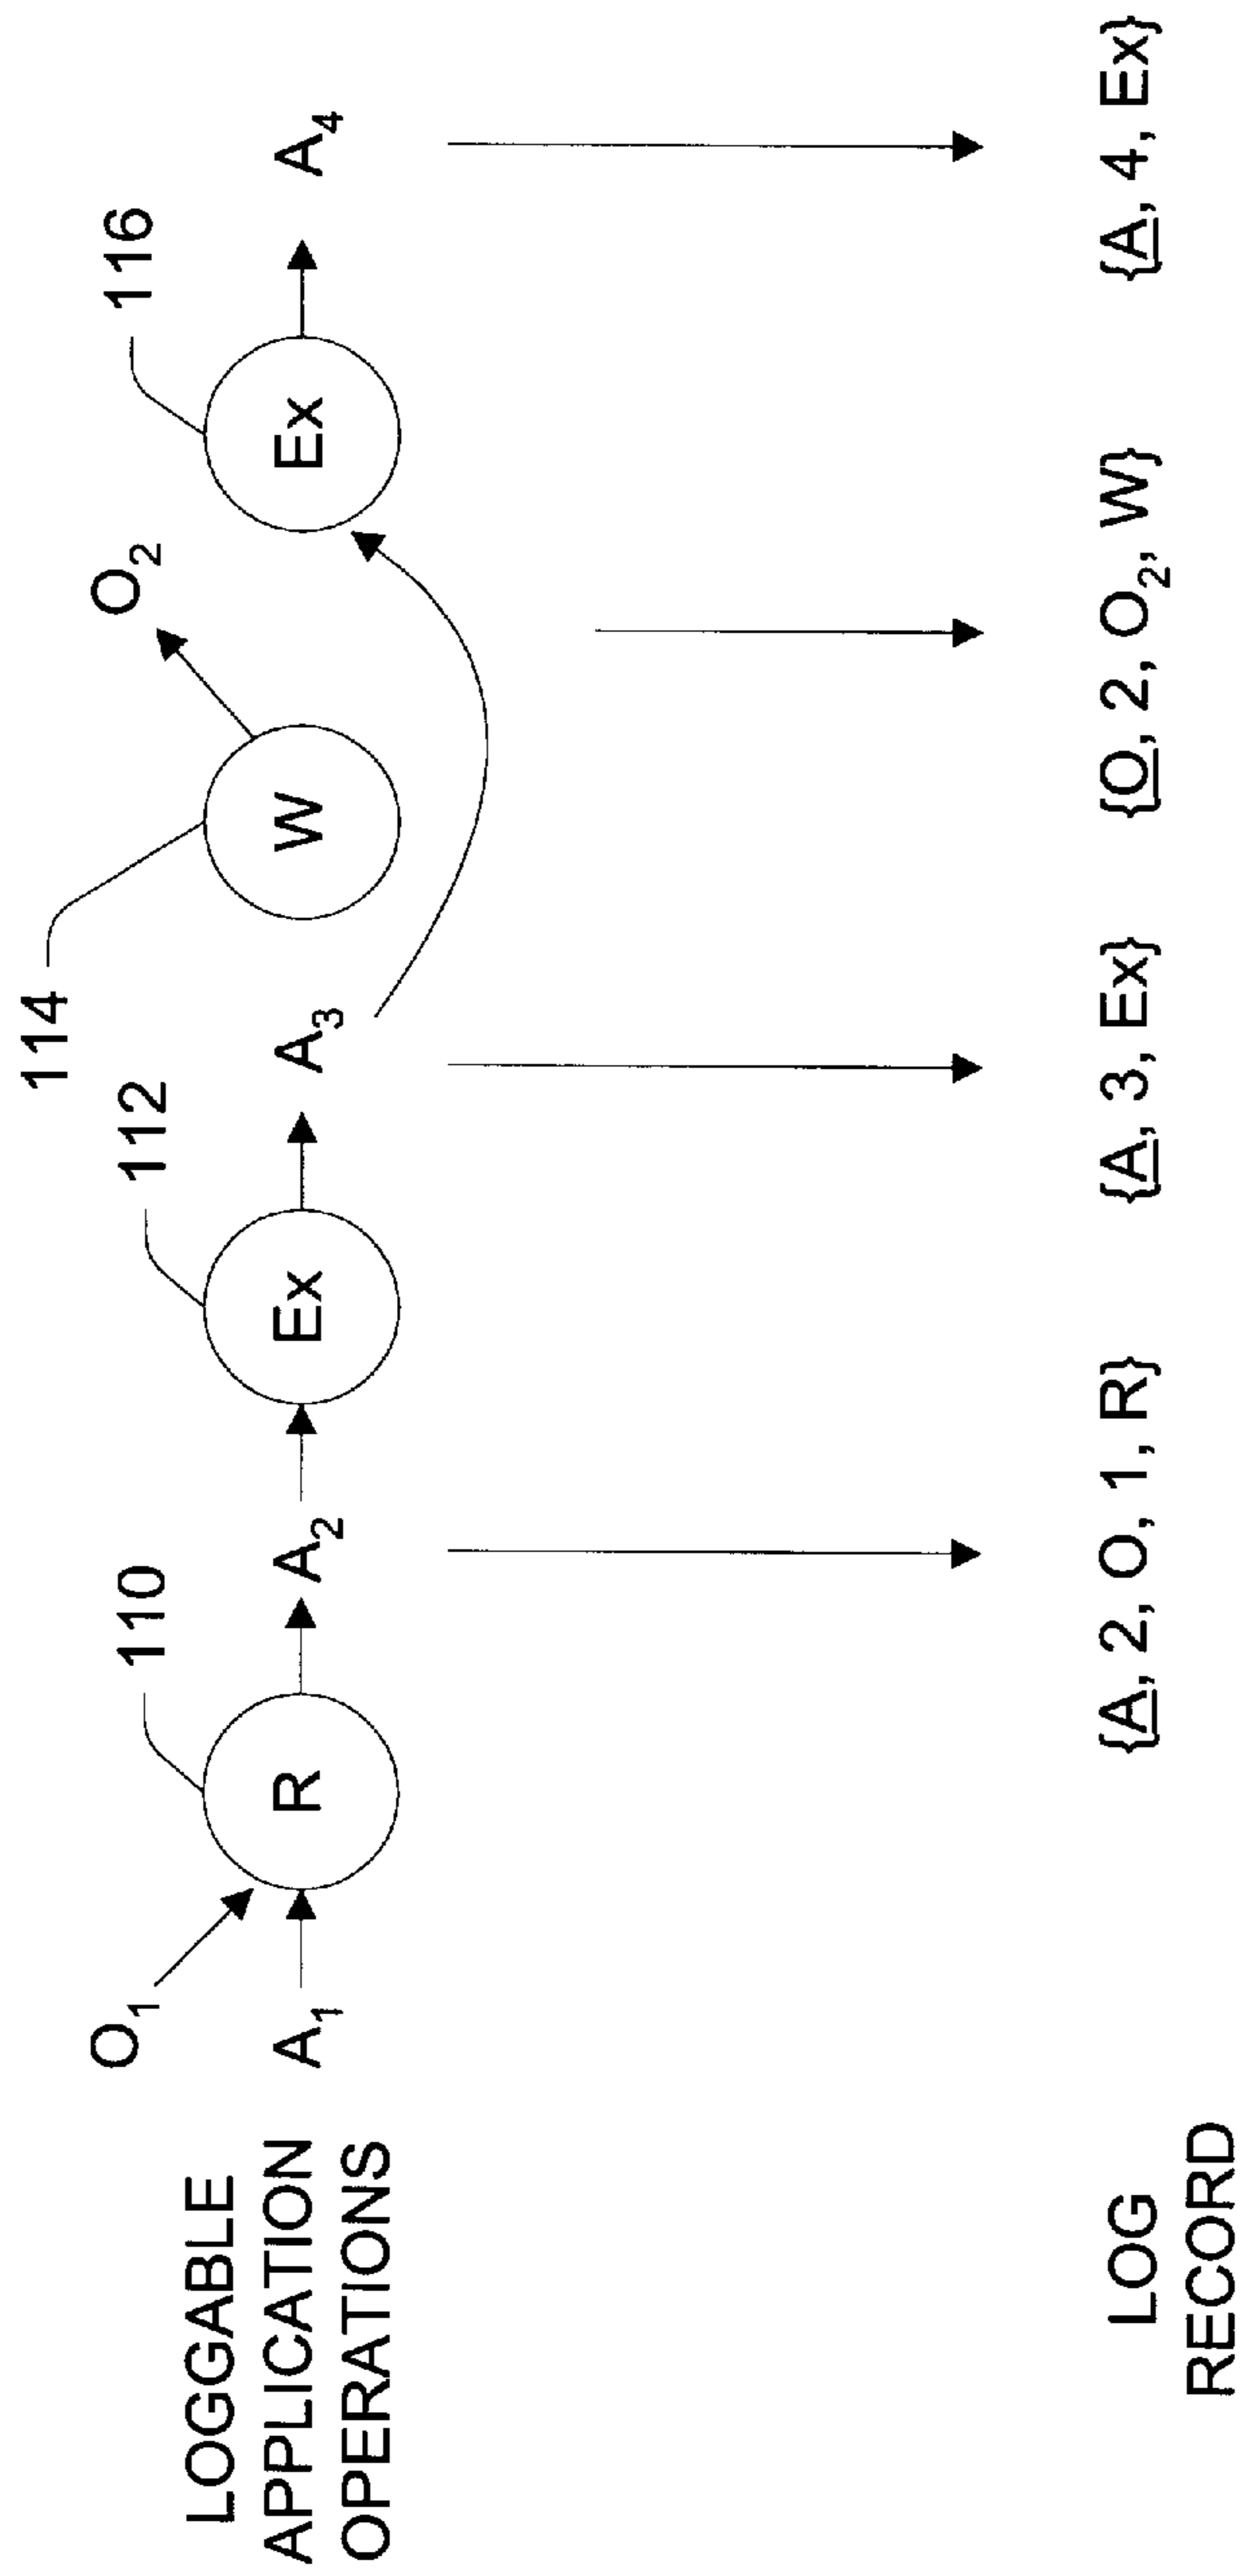 114
110
112
116
O₁
O₂
LOGGABLE
APPLICATION
OPERATIONS
A₁
R
A₂
Ex
A₃
W
Ex
A₄
LOG
RECORD
{A, 2, O, 1, R}
{A, 3, Ex}
{O, 2, O₂, W}
{A, 4, Ex}